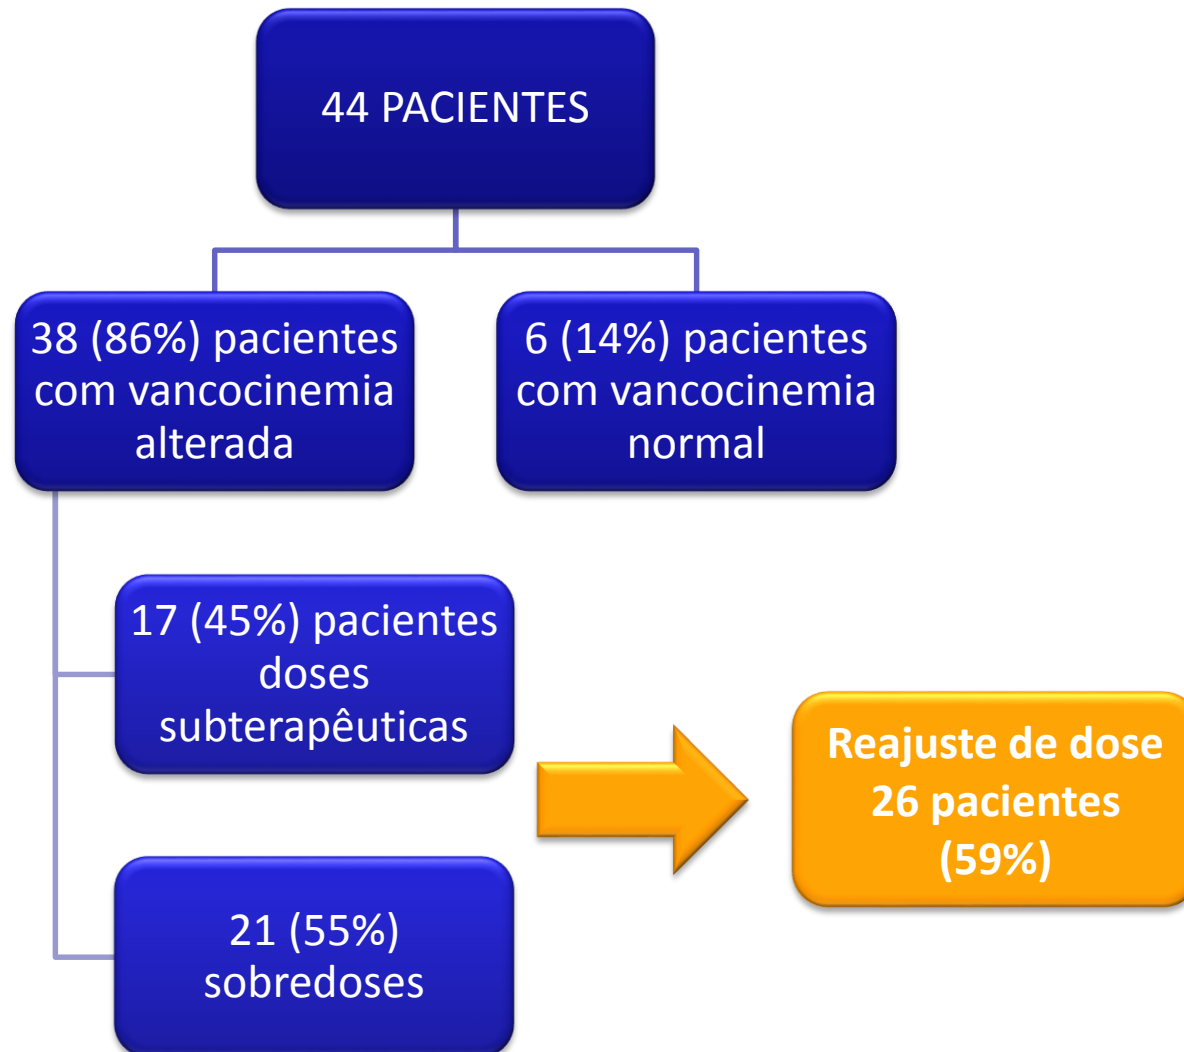 44 PACIENTES
38 (86%) pacientes
com vancocinemia
alterada
6 (14%) pacientes
com vancocinemia
normal
17 (45%) pacientes
doses
subterapêuticas
Reajuste de dose
26 pacientes
(59%)
21 (55%)
sobredoses